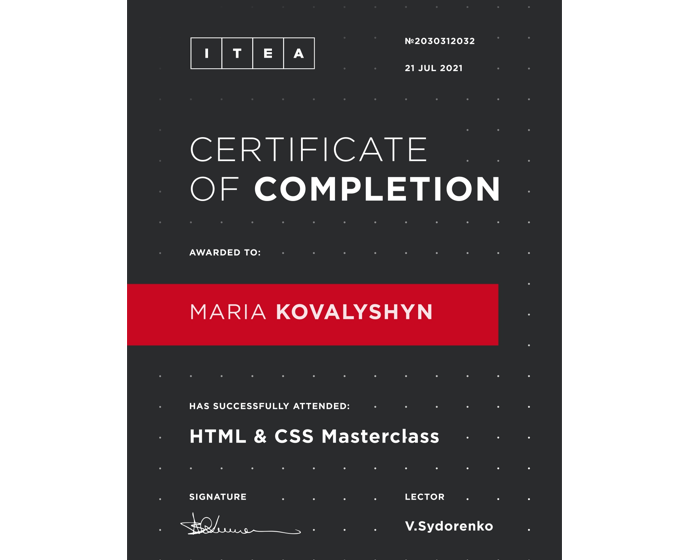 ITEA
№2030312032
21 JUL 2021
CERTIFICATE
OF COMPLETION
AWARDED TO:
MARIA KOVALYSHYN
HAS SUCCESSFULLY ATTENDED:
HTML & CSS Masterclass
SIGNATURE
LECTOR
V.Sydorenko